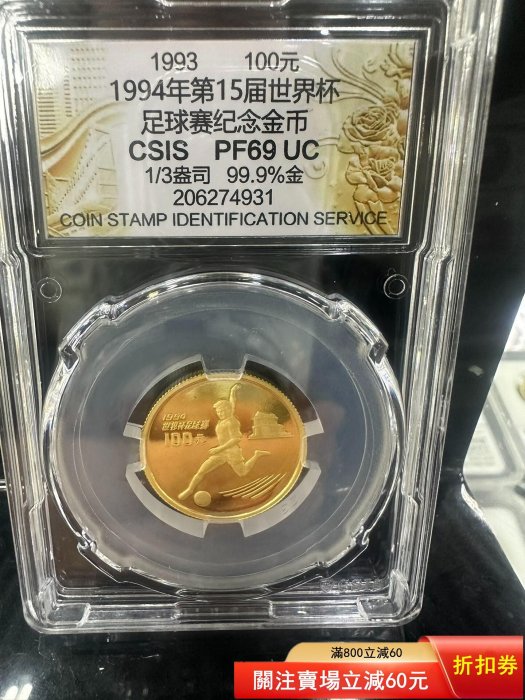 1993 100元
1994年第15届世界杯
足球赛纪念金币
CSIS PF69 UC
1/3盎司 99.9%金
206274931
COIN STAMP IDENTIFICATION SERVICE
1994
世界杯足球赛
100元
滿800立減60
關注賣場立減60元
折扣券